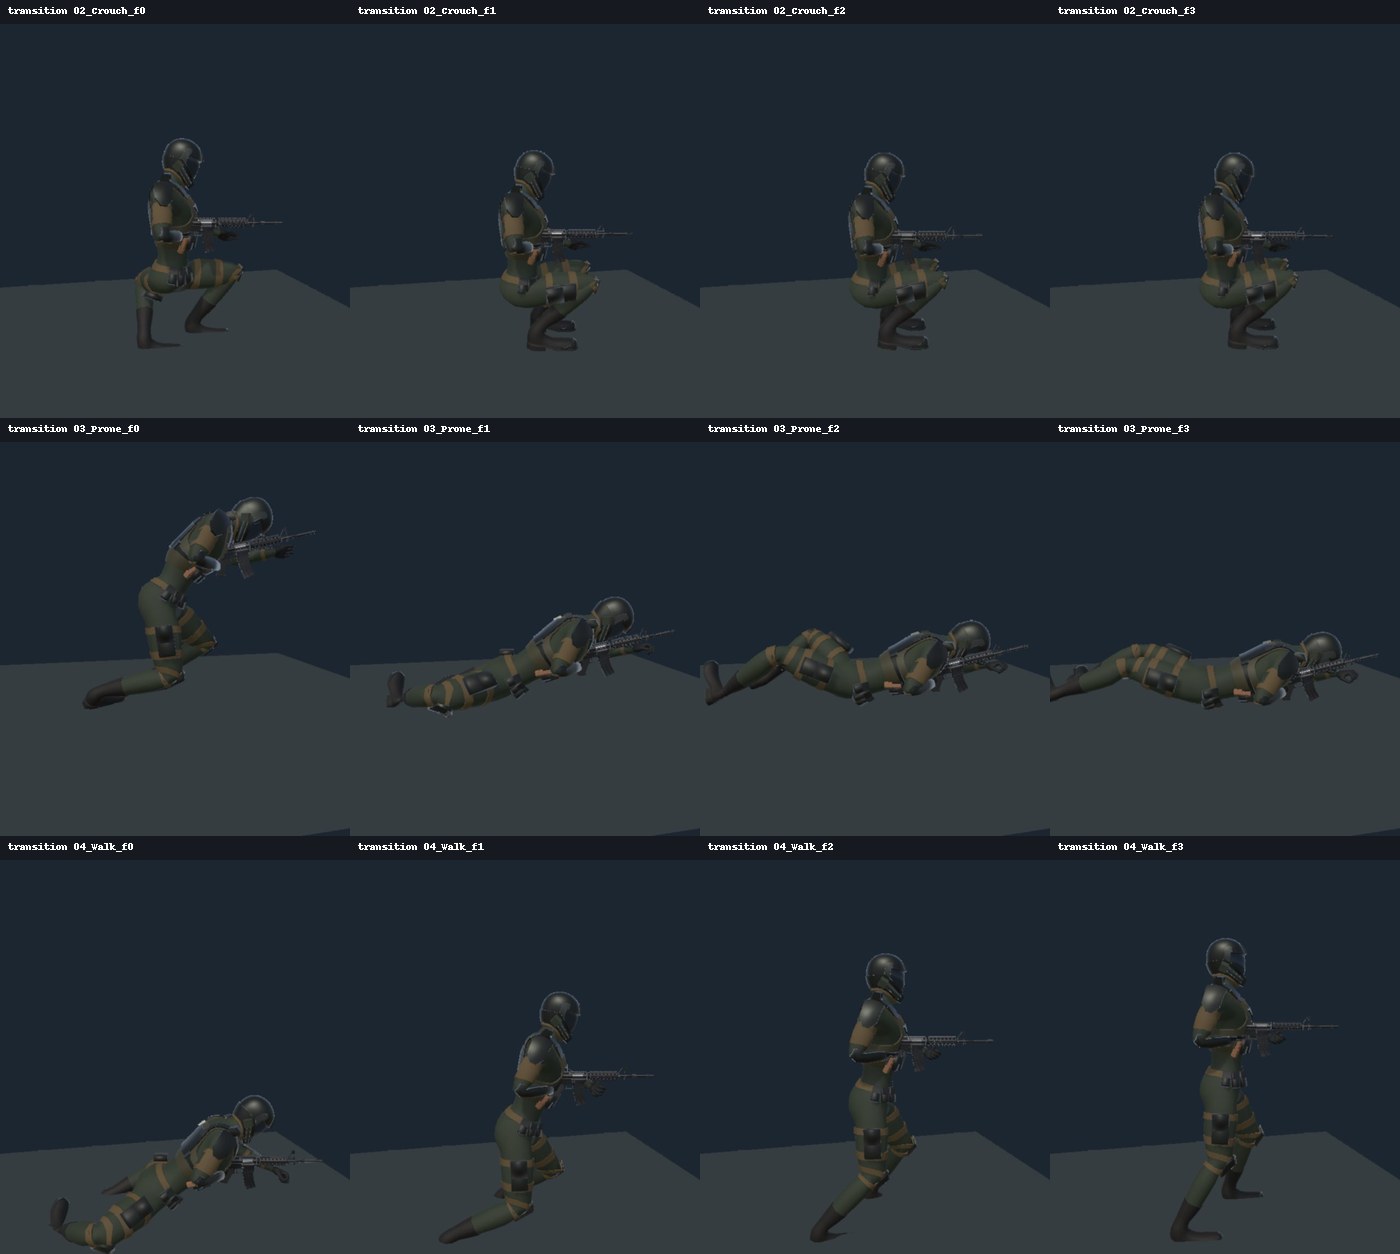 transition 02_Crouch_f0
transition 02_Crouch_f1
transition 02_Crouch_f2
transition 02_Crouch_f3
transition 03_Prone_f0
transition 03_Prone_f1
transition 03_Prone_f2
transition 03_Prone_f3
transition 04_Walk_f0
transition 04_Walk_f1
transition 04_Walk_f2
transition 04_Walk_f3